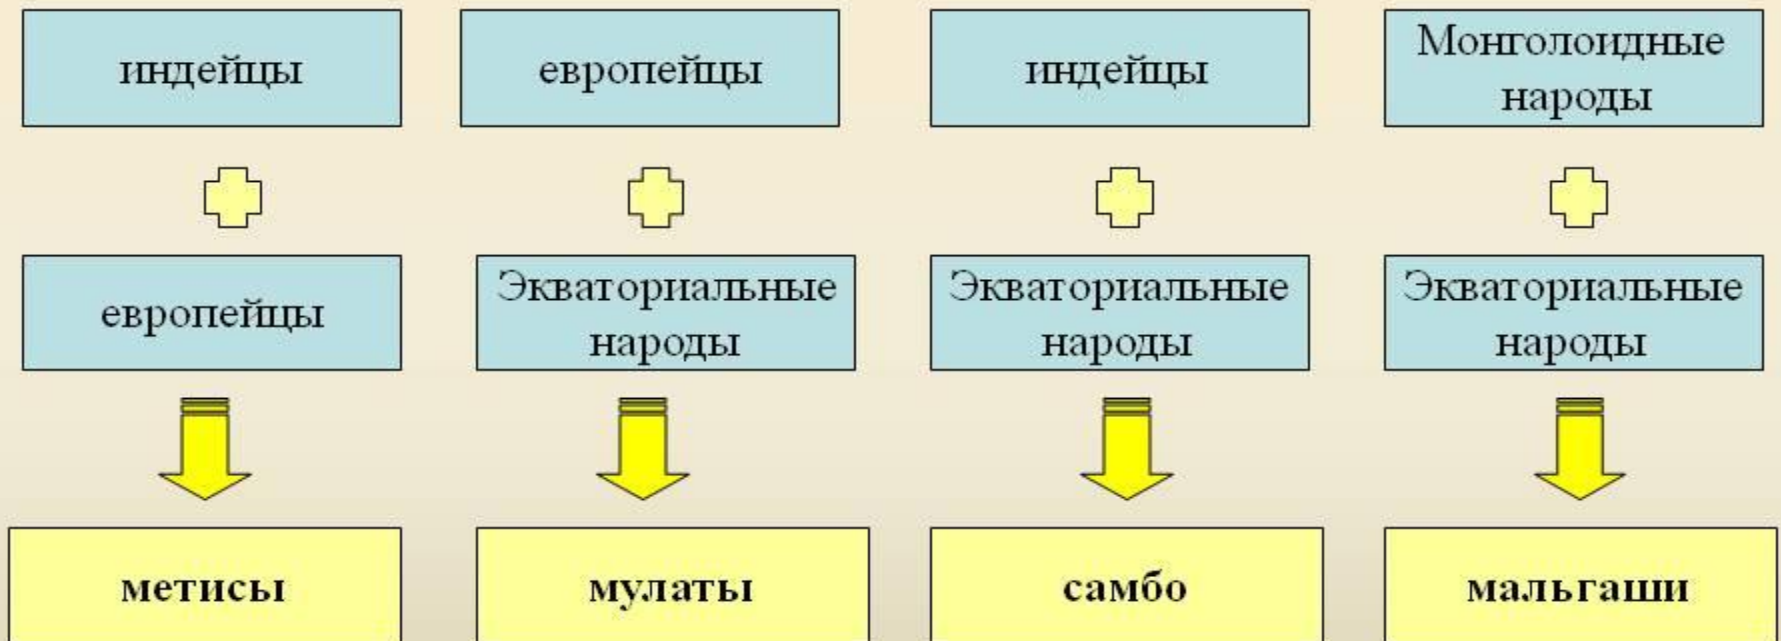 индейцы
европейцы
индейцы
Монголоидные
народы
европейцы
Экваториальные
народы
Экваториальные
народы
Экваториальные
народы
метисы
мулаты
самбо
мальгаши